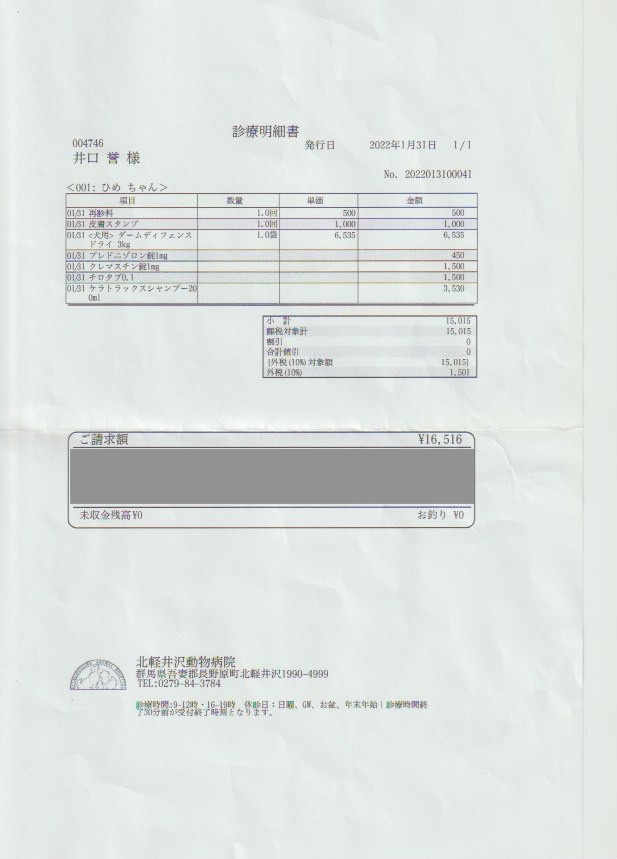 診療明細書
004746 発行日 2022年1月31日 1/1
井口 誉 様
No. 2022013100041
<001: ひめ ちゃん>
項目 数量 単価 金額
01/31 再診料 1.0回 500 500
01/31 皮膚スタンプ 1.0回 1,000 1,000
01/31 <犬用> ダームディフェンス 1.0袋 6,535 6,535
ドライ 3kg
01/31 プレドニゾロン錠1mg 450
01/31 クレマスチン錠1mg 1,500
01/31 チロタブ0.1 1,500
01/31 ケラトラックスシャンプー20 3,530
0ml
小 計 15,015
課税対象計 15,015
割引 0
合計値引 0
[外税(10%)対象額 15,015]
外税(10%) 1,501
ご請求額 ¥16,516
未収金残高¥0 お釣り ¥0
北軽井沢動物病院
群馬県吾妻郡長野原町北軽井沢1990-4999
TEL:0279-84-3784
診療時間:9-12時・16-19時 休診日:日曜、GW、お盆、年末年始|診療時間終
了30分前が受付終了時刻となります。